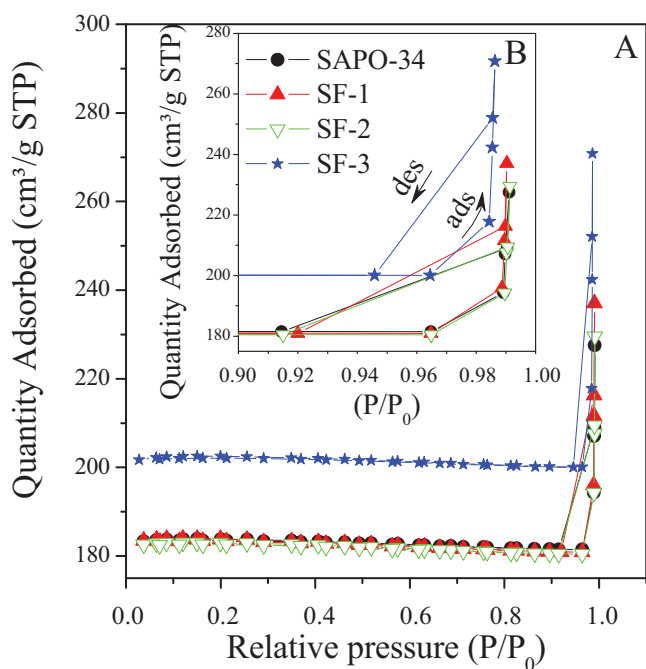 A
B
SAPO-34
SF-1
SF-2
SF-3
des
ads
Quantity Adsorbed (cm³/g STP)
280
260
240
220
200
180
0.90
0.92
0.94
0.96
0.98
1.00
(P/P₀)
Quantity Adsorbed (cm³/g STP)
300
280
260
240
220
200
180
0.0
0.2
0.4
0.6
0.8
1.0
Relative pressure (P/P₀)